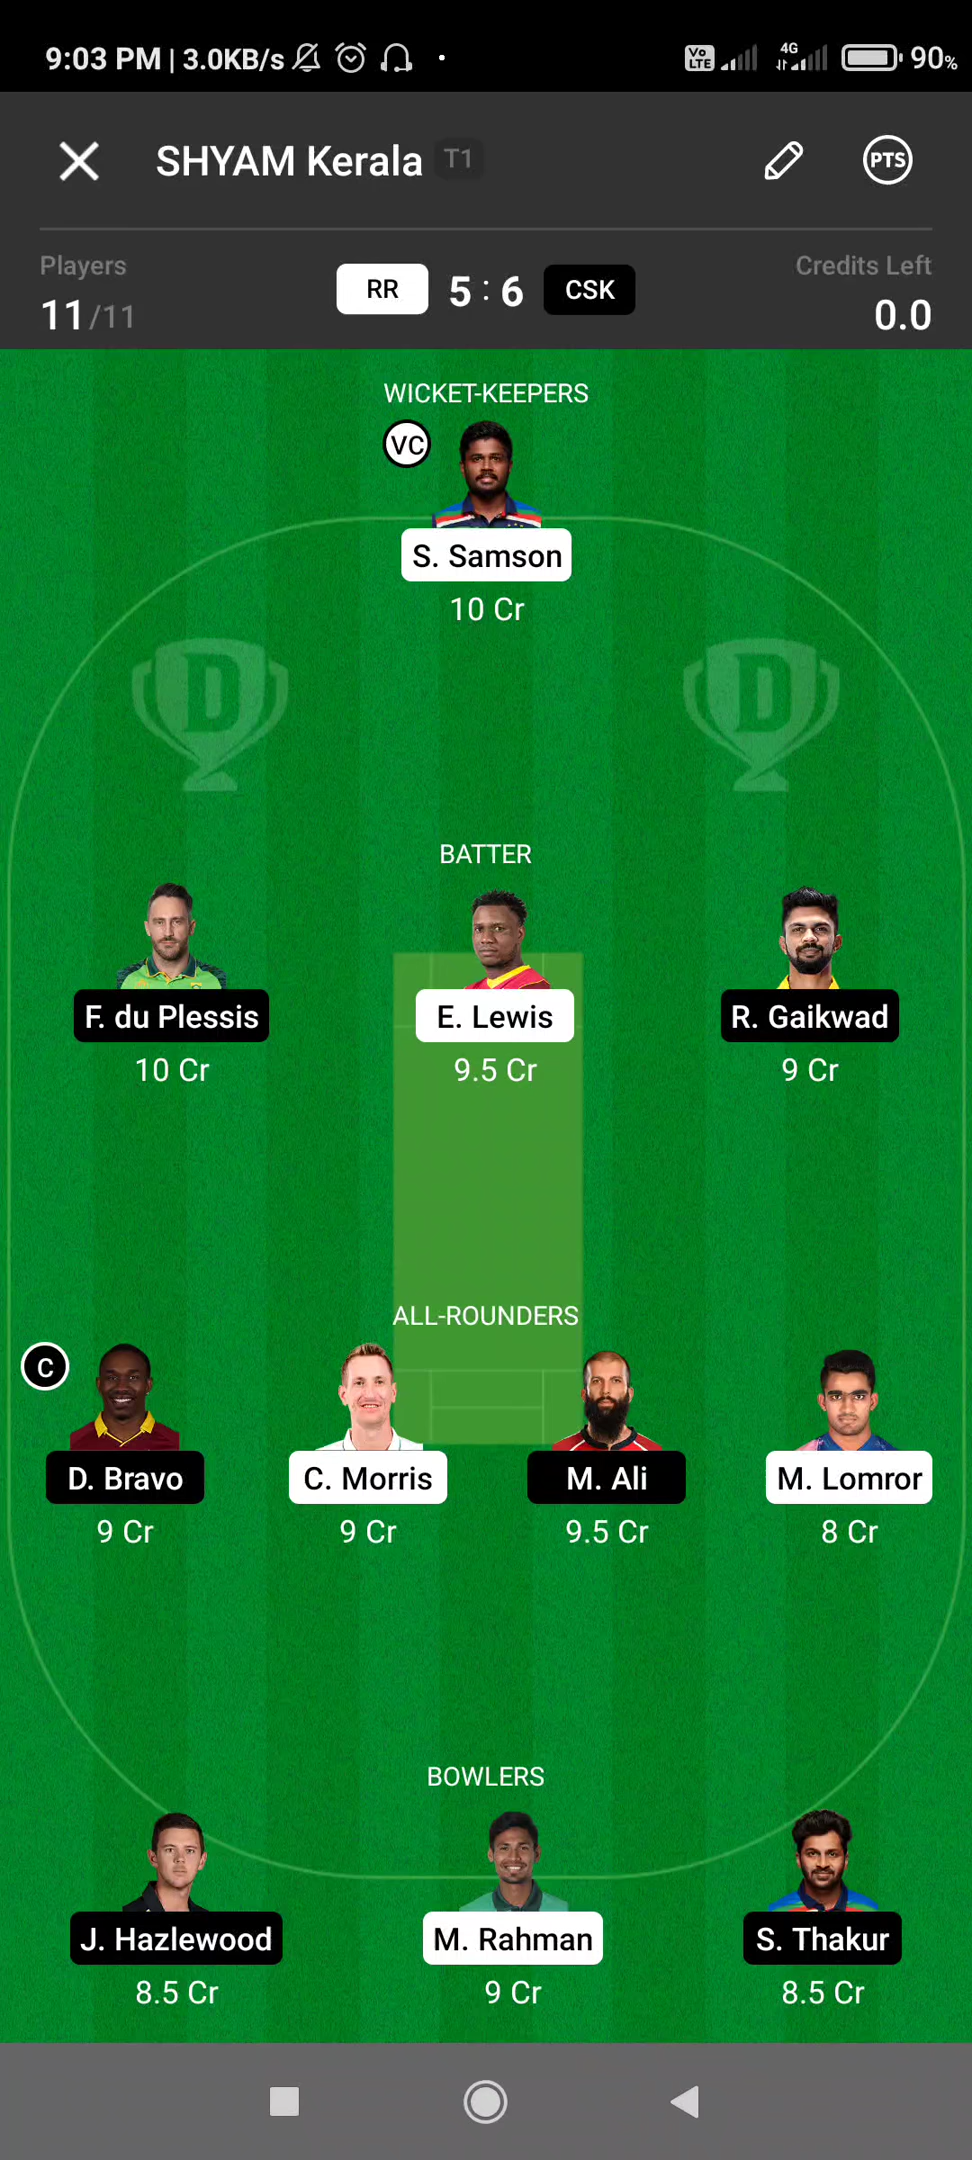 9:03 PM | 3.0KB/s Vo LTE 4G 90%
SHYAM Kerala T1 PTS
Players Credits Left
11/11 RR 5 : 6 CSK 0.0
WICKET-KEEPERS
VC
S. Samson
10 Cr
D D
BATTER
F. du Plessis E. Lewis R. Gaikwad
10 Cr 9.5 Cr 9 Cr
ALL-ROUNDERS
C
D. Bravo C. Morris M. Ali M. Lomror
9 Cr 9 Cr 9.5 Cr 8 Cr
BOWLERS
J. Hazlewood M. Rahman S. Thakur
8.5 Cr 9 Cr 8.5 Cr